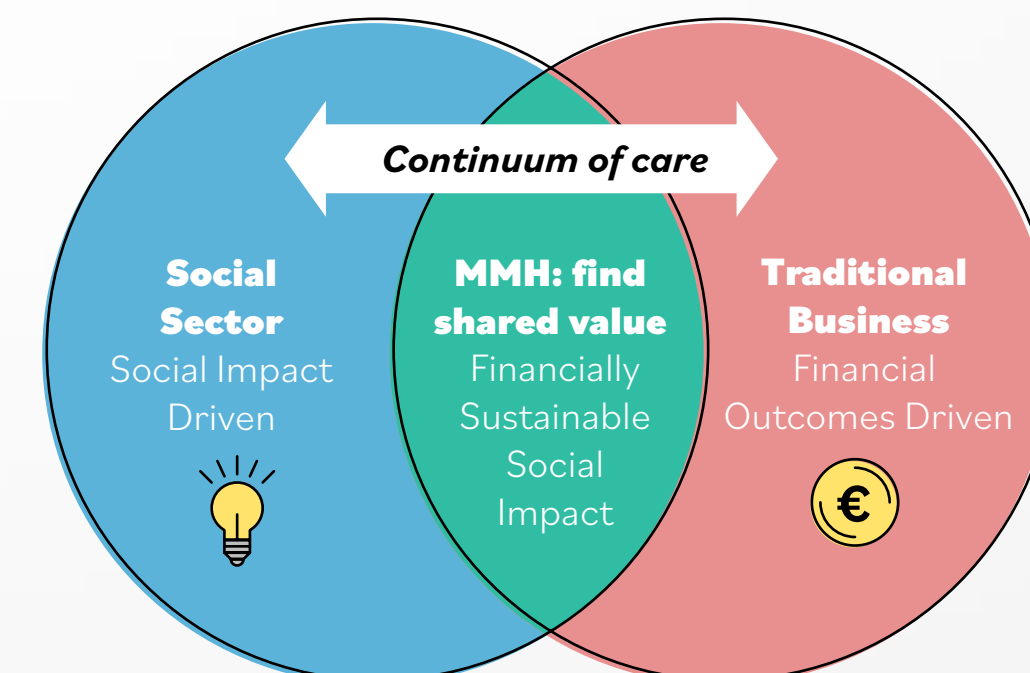 Continuum of care
Social
Sector
Social Impact
Driven
MMH: find
shared value
Financially
Sustainable
Social
Impact
Traditional
Business
Financial
Outcomes Driven
€